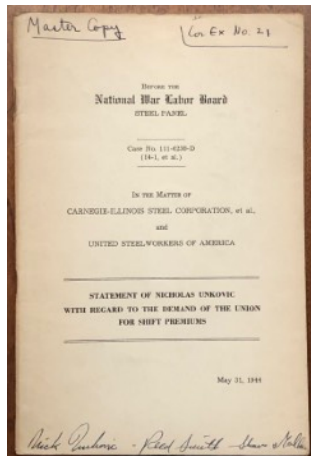 Master Copy
Cor Ex No. 21
BEFORE THE
National War Labor Board
STEEL PANEL
CASE No. 111-6230-D
(14-1, et al.)
IN THE MATTER OF
CARNEGIE-ILLINOIS STEEL CORPORATION, et al.,
and
UNITED STEELWORKERS OF AMERICA
STATEMENT OF NICHOLAS UNKOVIC
WITH REGARD TO THE DEMAND OF THE UNION
FOR SHIFT PREMIUMS
May 31, 1944
Nick Unkovic - Reed Smith - Shaw